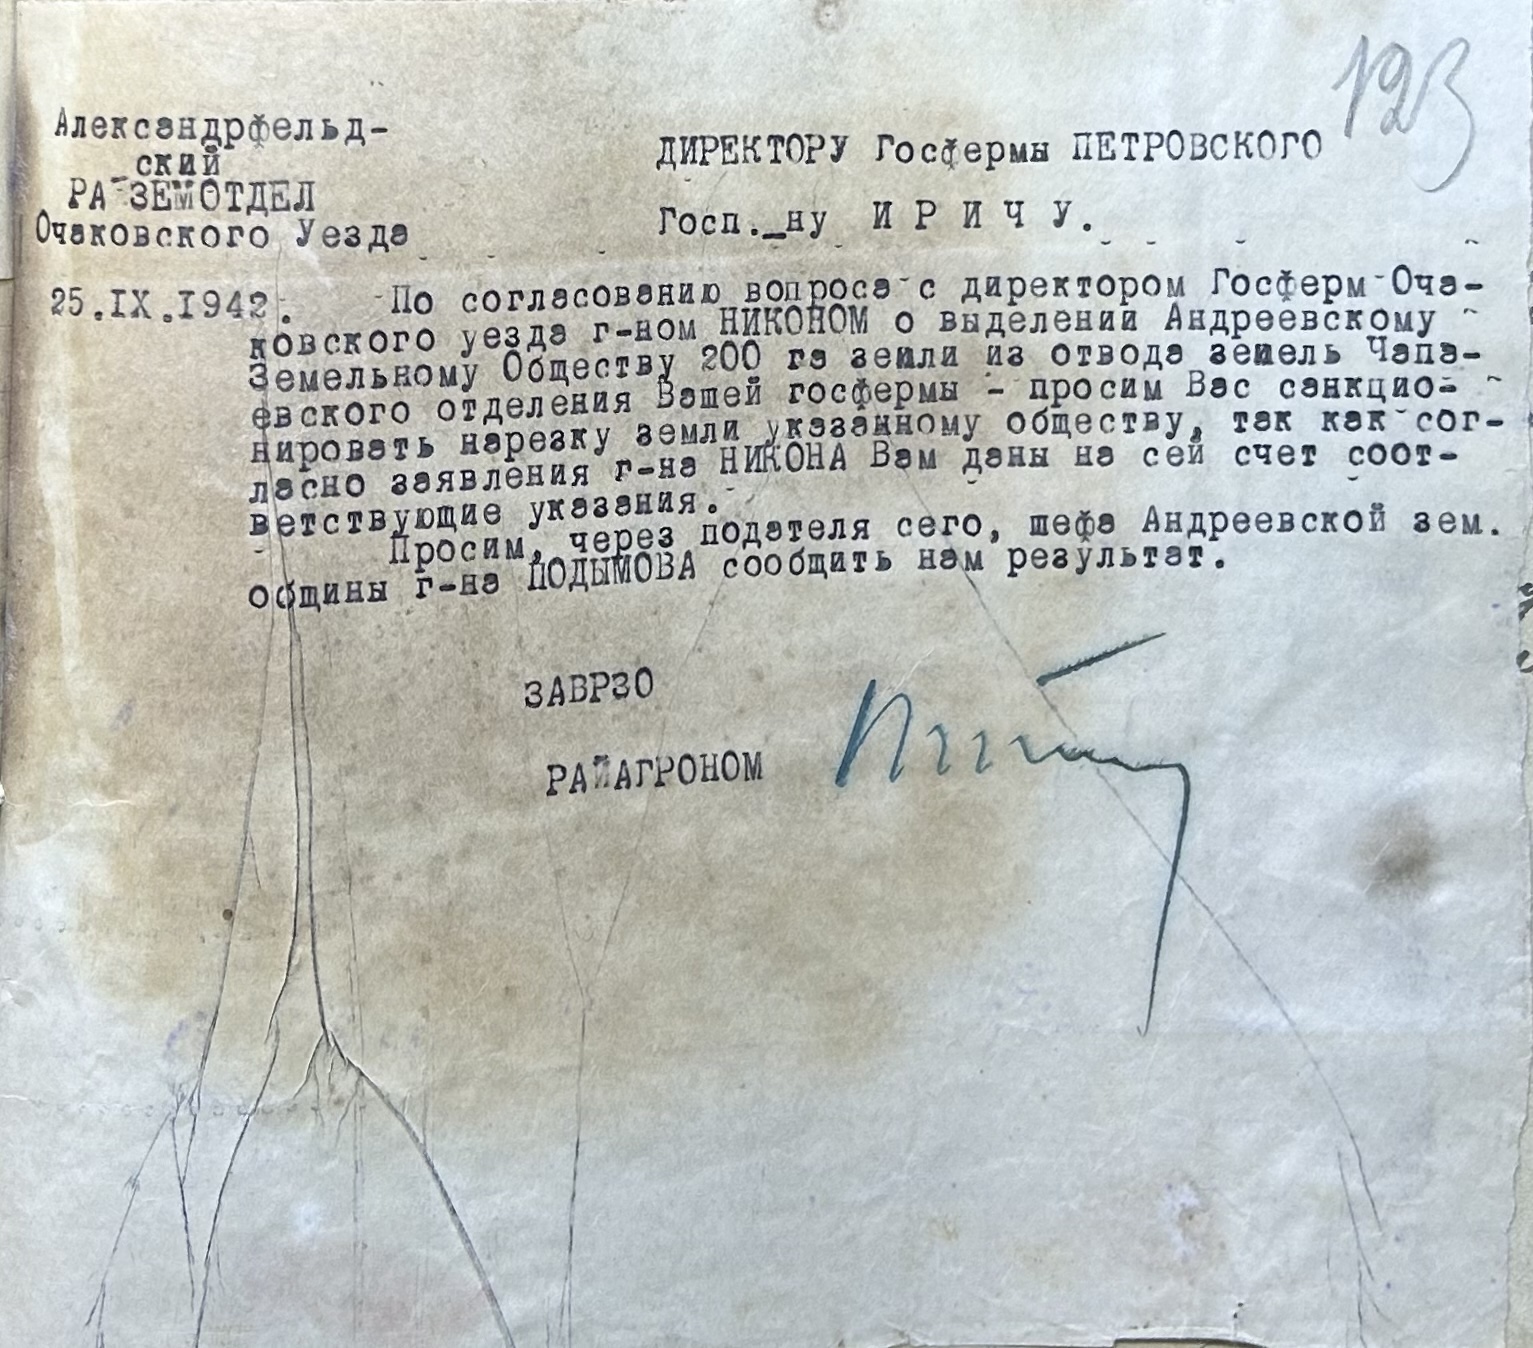 123
Александрфельд-
ский
РА ЗЕМОТДЕЛ
Очаковского Уезда
ДИРЕКТОРУ Госфермы ПЕТРОВСКОГО
Госп._ну И Р И Ч У.
25.IX.1942.
По согласованию вопроса с директором Госферм Оча-
ковского уезда г-ном НИКОНОМ о выделении Андреевскому
Земельному Обществу 200 га земли из отвода земель Чапа-
евского отделения Вашей госфермы - просим Вас санкцио-
нировать нарезку земли указанному обществу, так как сог-
ласно заявления г-на НИКОНА Вам даны на сей счет соот-
ветствующие указания.
Просим, через подателя сего, шефа Андреевской зем.
общины г-на ПОДЫМОВА сообщить нам результат.
ЗАВРЗО
РАЙАГРОНОМ